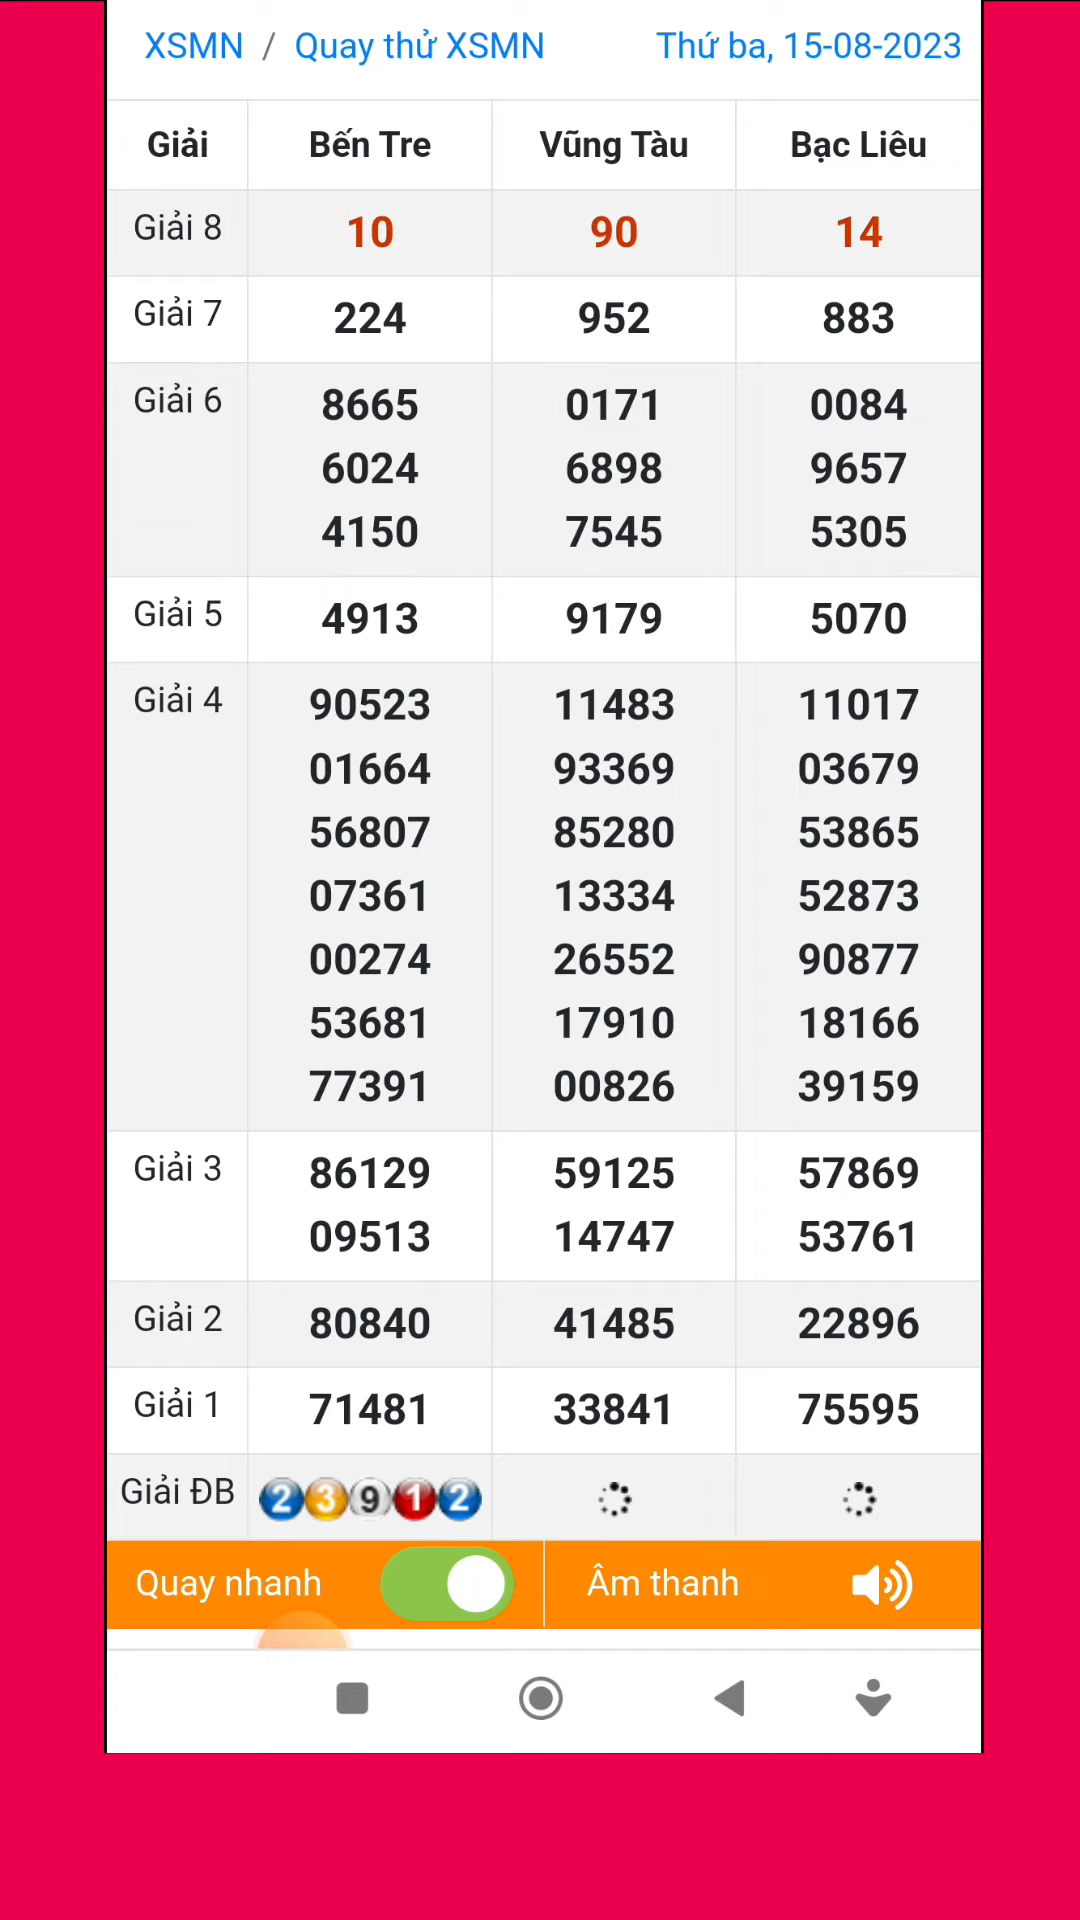 XSMN / Quay thử XSMN Thứ ba, 15-08-2023
Giải Bến Tre Vũng Tàu Bạc Liêu
Giải 8 10 90 14
Giải 7 224 952 883
Giải 6 8665 0171 0084
6024 6898 9657
4150 7545 5305
Giải 5 4913 9179 5070
Giải 4 90523 11483 11017
01664 93369 03679
56807 85280 53865
07361 13334 52873
00274 26552 90877
53681 17910 18166
77391 00826 39159
Giải 3 86129 59125 57869
09513 14747 53761
Giải 2 80840 41485 22896
Giải 1 71481 33841 75595
Giải ĐB 2 3 9 1 2
Quay nhanh Âm thanh